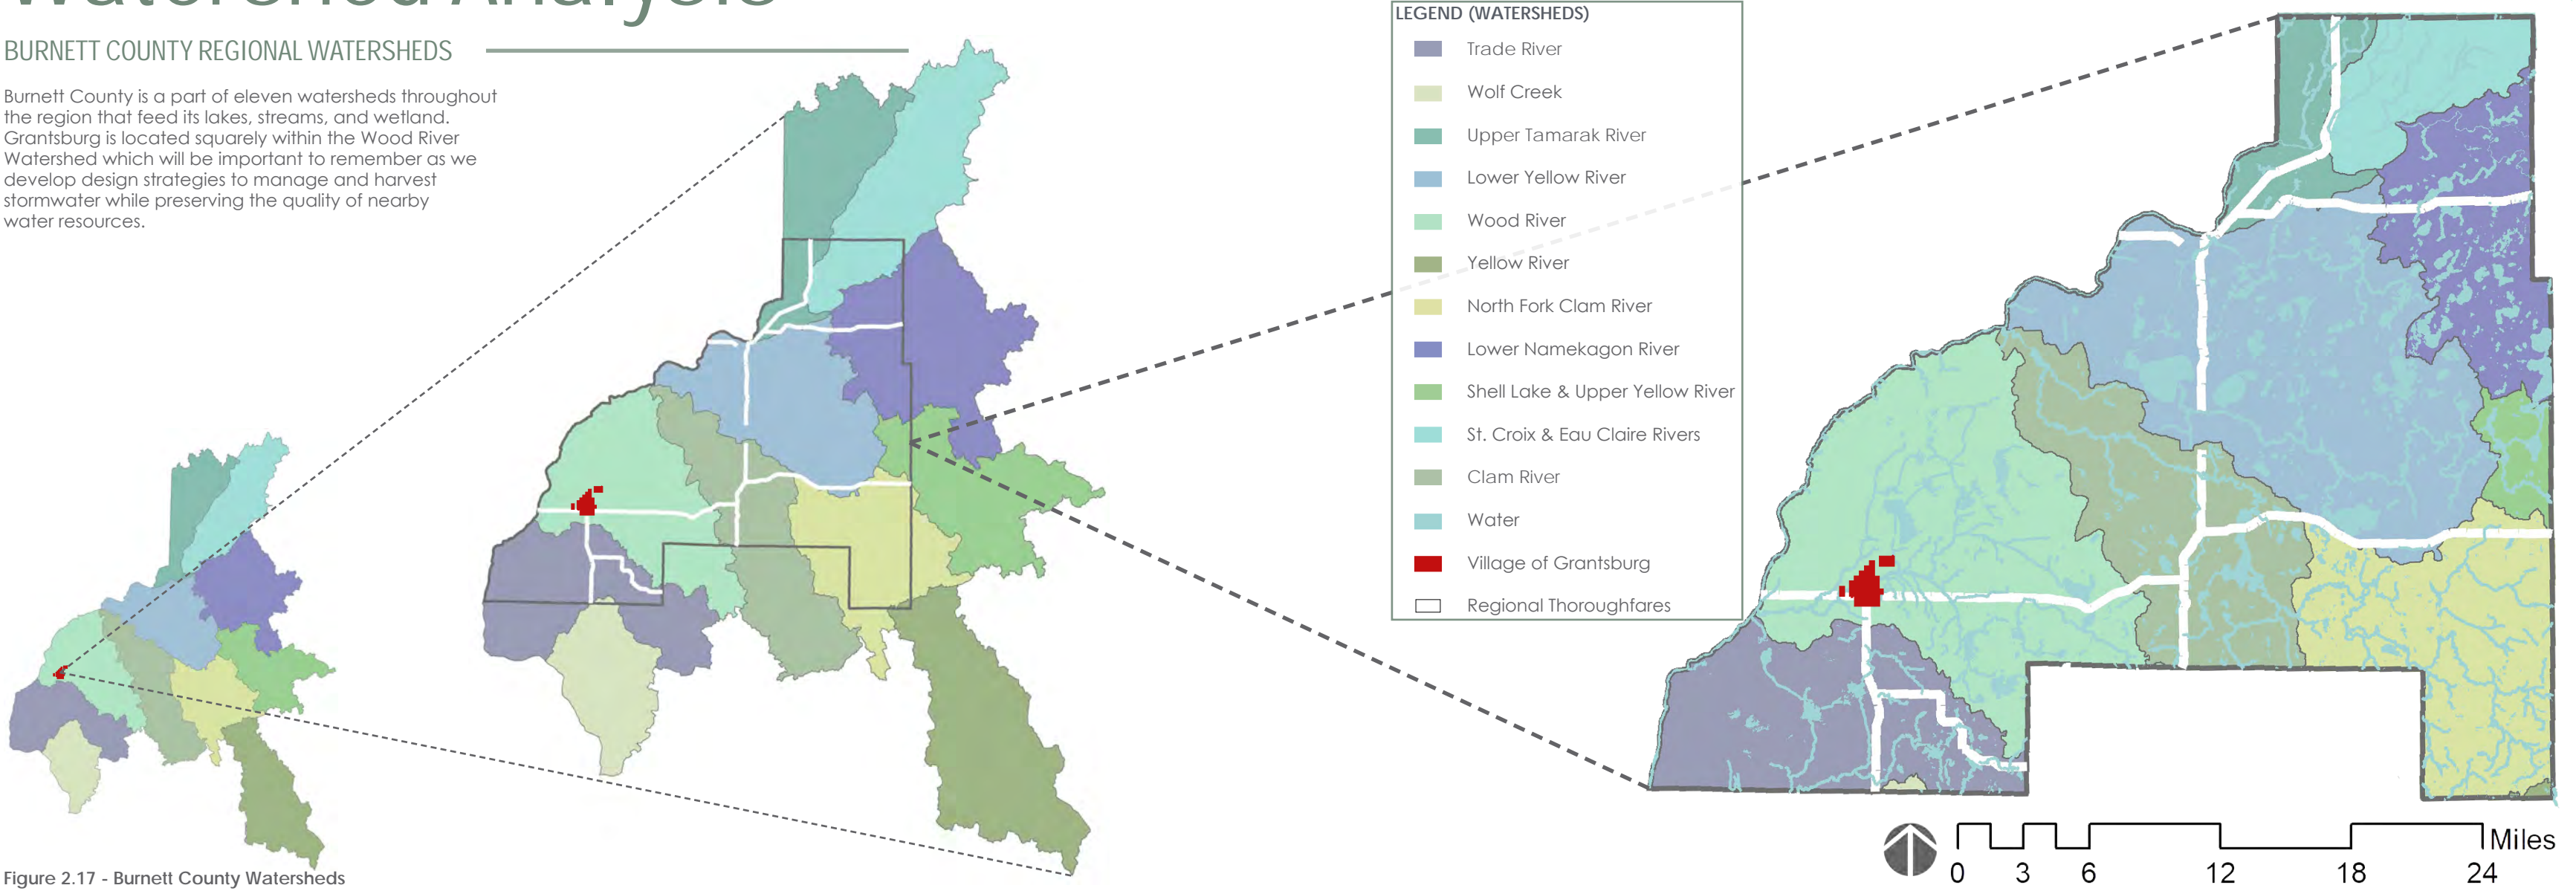 Watershed Analysis
BURNETT COUNTY REGIONAL WATERSHEDS
Burnett County is a part of eleven watersheds throughout
the region that feed its lakes, streams, and wetland.
Grantsburg is located squarely within the Wood River
Watershed which will be important to remember as we
develop design strategies to manage and harvest
stormwater while preserving the quality of nearby
water resources.
LEGEND (WATERSHEDS)
Trade River
Wolf Creek
Upper Tamarak River
Lower Yellow River
Wood River
Yellow River
North Fork Clam River
Lower Namekagon River
Shell Lake & Upper Yellow River
St. Croix & Eau Claire Rivers
Clam River
Water
Village of Grantsburg
Regional Thoroughfares
Miles
0 3 6 12 18 24
Figure 2.17 - Burnett County Watersheds